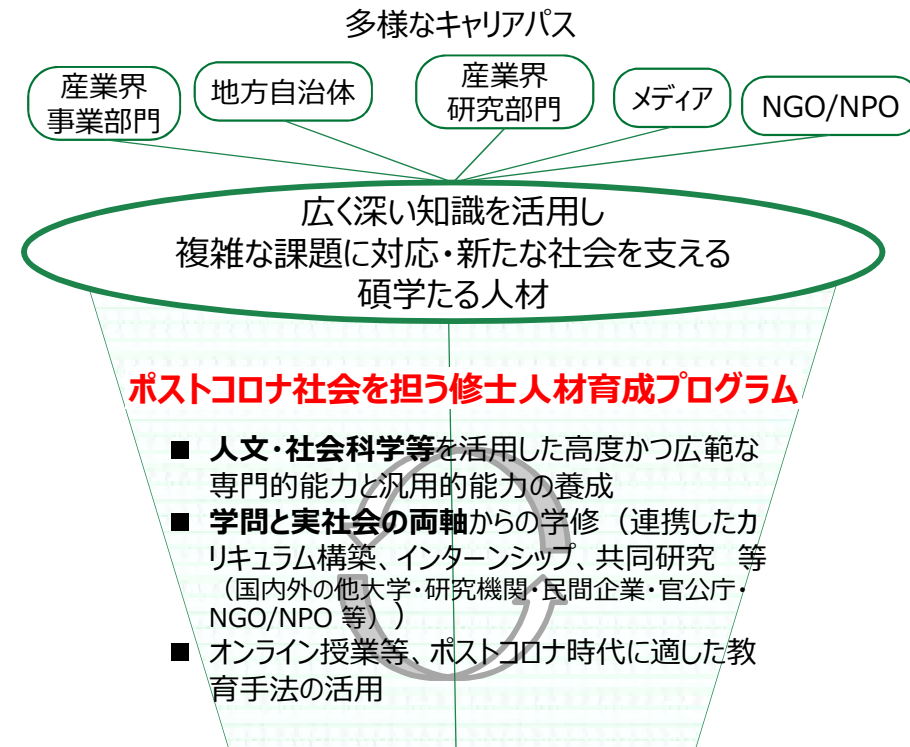 多様なキャリアパス
産業界
事業部門
地方自治体
産業界
研究部門
メディア
NGO/NPO
広く深い知識を活用し
複雑な課題に対応・新たな社会を支える
碩学たる人材
ポストコロナ社会を担う修士人材育成プログラム
■ 人文・社会科学等を活用した高度かつ広範な
専門的能力と汎用的能力の養成
■ 学問と実社会の両軸からの学修（連携したカ
リキュラム構築、インターンシップ、共同研究　等
（国内外の他大学・研究機関・民間企業・官公庁・
NGO/NPO 等））
■ オンライン授業等、ポストコロナ時代に適した教
育手法の活用